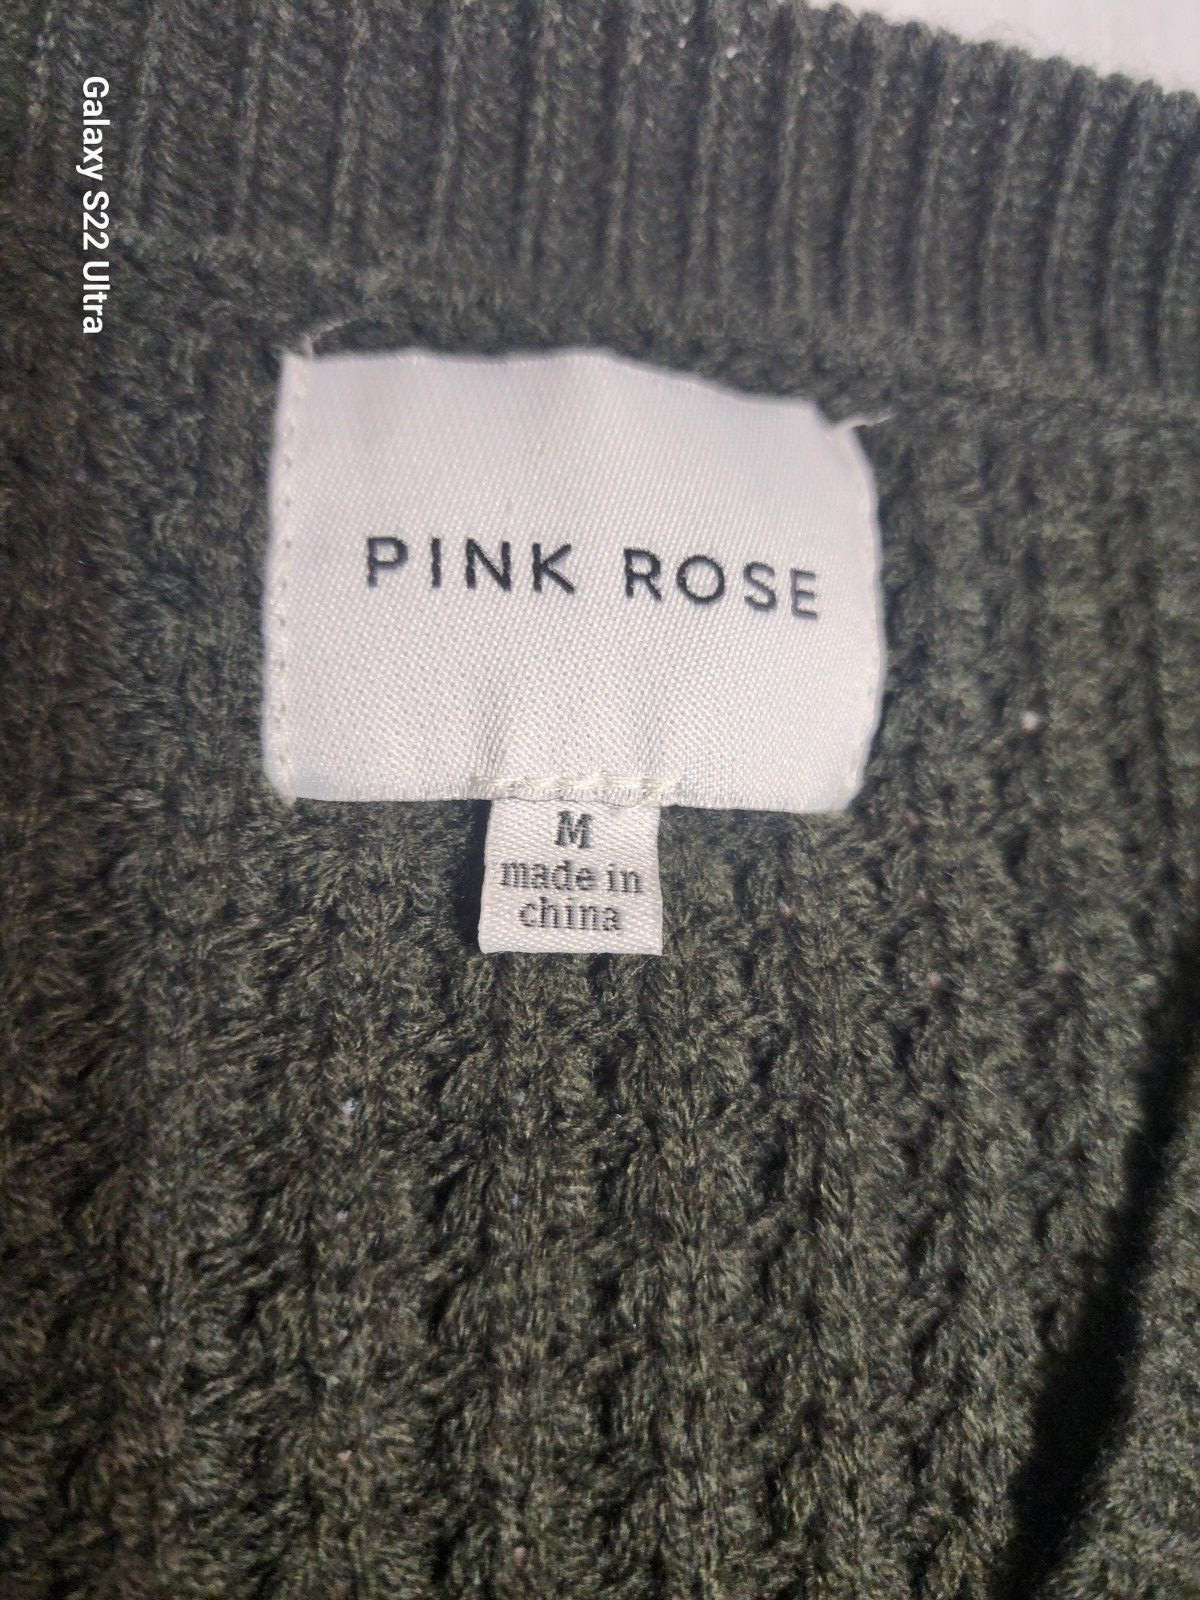 Galaxy S22 Ultra
PINK ROSE
M
made in
china